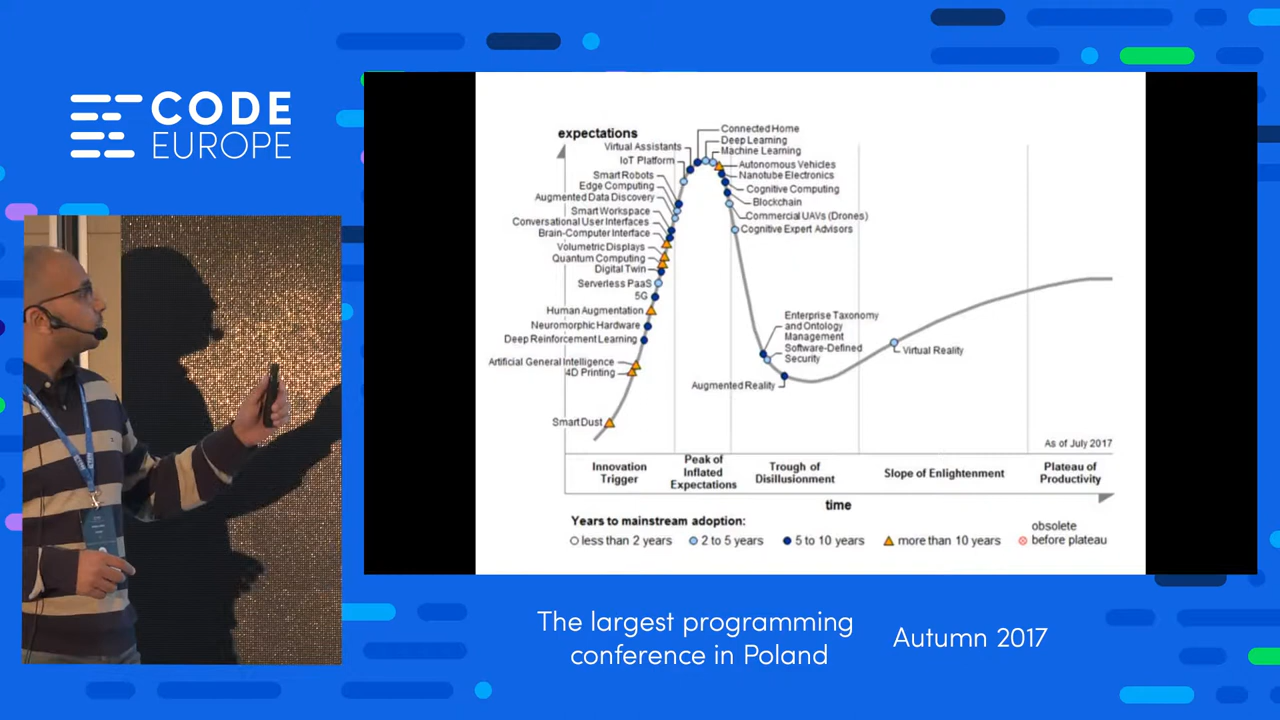 CODE
EUROPE
expectations
Connected Home
Deep Learning
Virtual Assistants
Machine Learning
IoT Platform
Autonomous Vehicles
Smart Robots
Nanotube Electronics
Edge Computing
Cognitive Computing
Augmented Data Discovery
Blockchain
Smart Workspace
Commercial UAVs (Drones)
Conversational User Interfaces
Cognitive Expert Advisors
Brain-Computer Interface
Volumetric Displays
Quantum Computing
Digital Twin
Serverless PaaS
5G
Human Augmentation
Neuromorphic Hardware
Deep Reinforcement Learning
Artificial General Intelligence
4D Printing
Smart Dust
Enterprise Taxonomy
and Ontology
Management
Software-Defined
Security
Augmented Reality
Virtual Reality
As of July 2017
Innovation
Trigger
Peak of
Inflated
Expectations
Trough of
Disillusionment
Slope of Enlightenment
Plateau of
Productivity
time
Years to mainstream adoption:
less than 2 years
2 to 5 years
5 to 10 years
more than 10 years
obsolete
before plateau
The largest programming
conference in Poland
Autumn 2017